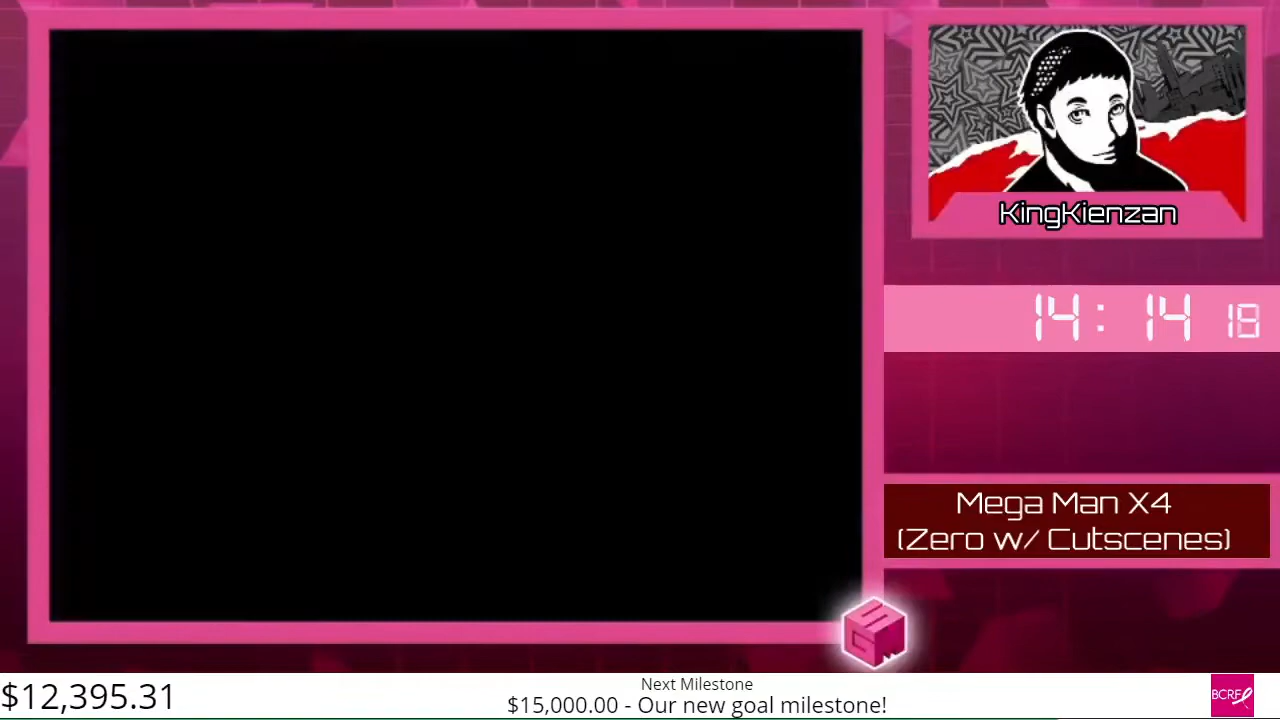 KingKienzan
14:14 18
Mega Man X4
(Zero w/ Cutscenes)
$12,395.31
Next Milestone
$15,000.00 - Our new goal milestone!
BCRF